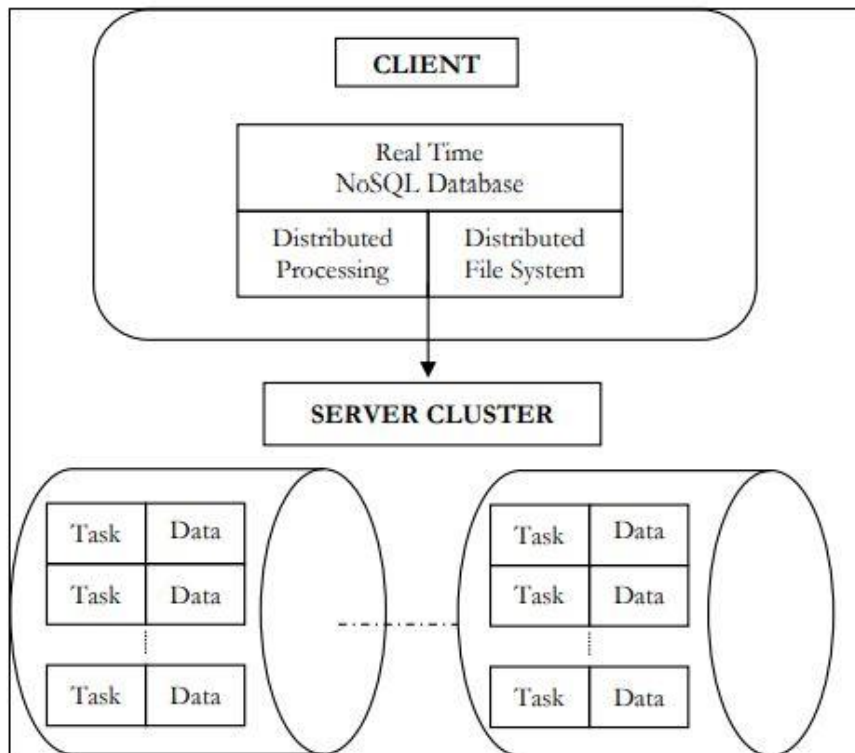 CLIENT
Real Time
NoSQL Database
Distributed
Processing
Distributed
File System
SERVER CLUSTER
Task Data
Task Data
Task Data
Task Data
Task Data
Task Data